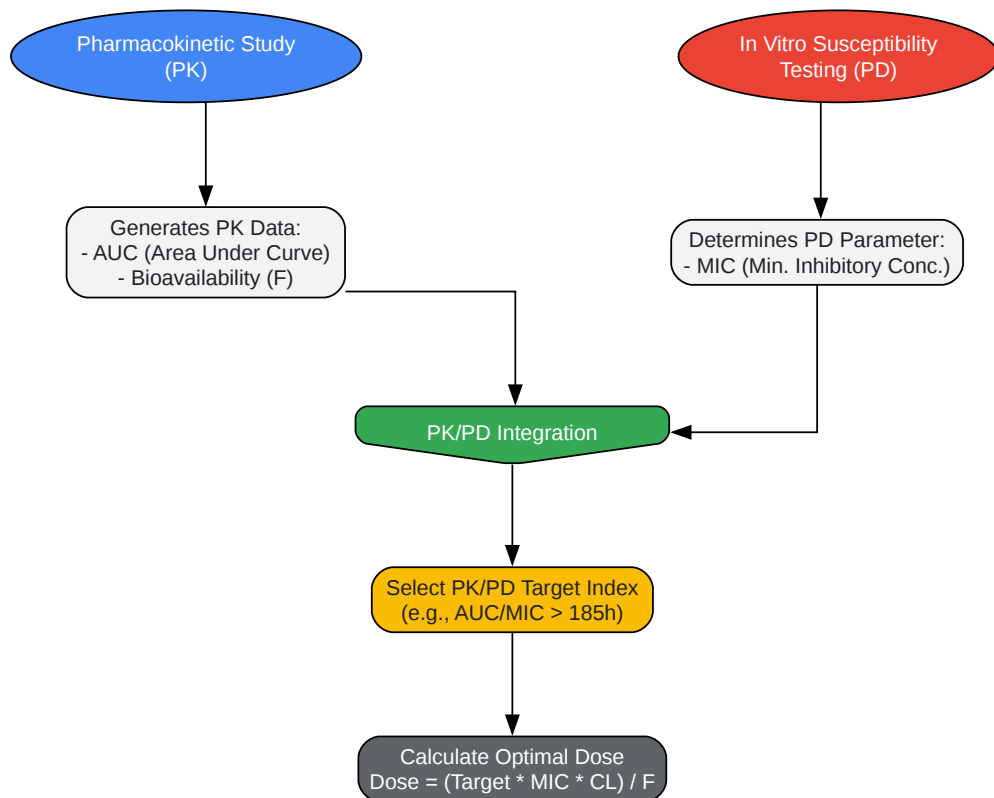 Pharmacokinetic Study
(PK)
In Vitro Susceptibility
Testing (PD)
Generates PK Data:
- AUC (Area Under Curve)
- Bioavailability (F)
Determines PD Parameter:
- MIC (Min. Inhibitory Conc.)
PK/PD Integration
Select PK/PD Target Index
(e.g., AUC/MIC > 185h)
Calculate Optimal Dose
Dose = (Target * MIC * CL) / F